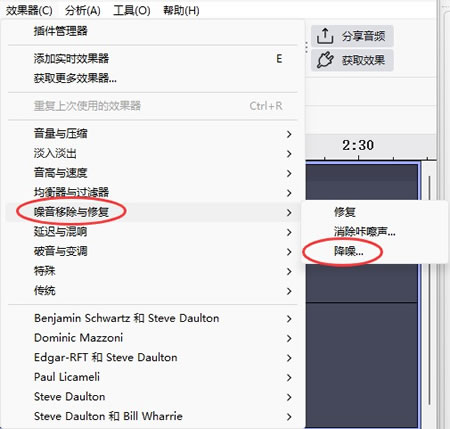 效果器(C) 分析(A) 工具(O) 帮助(H)
插件管理器
分享音频
添加实时效果器 E
获取效果
获取更多效果器...
重复上次使用的效果器 Ctrl+R
音量与压缩
2:30
淡入淡出
音高与速度
均衡器与过滤器
噪音移除与修复
修复
延迟与混响
消除咔嚓声...
破音与变调
降噪...
特殊
传统
Benjamin Schwartz 和 Steve Daulton
Dominic Mazzoni
Edgar-RFT 和 Steve Daulton
Paul Licameli
Steve Daulton
Steve Daulton 和 Bill Wharrie